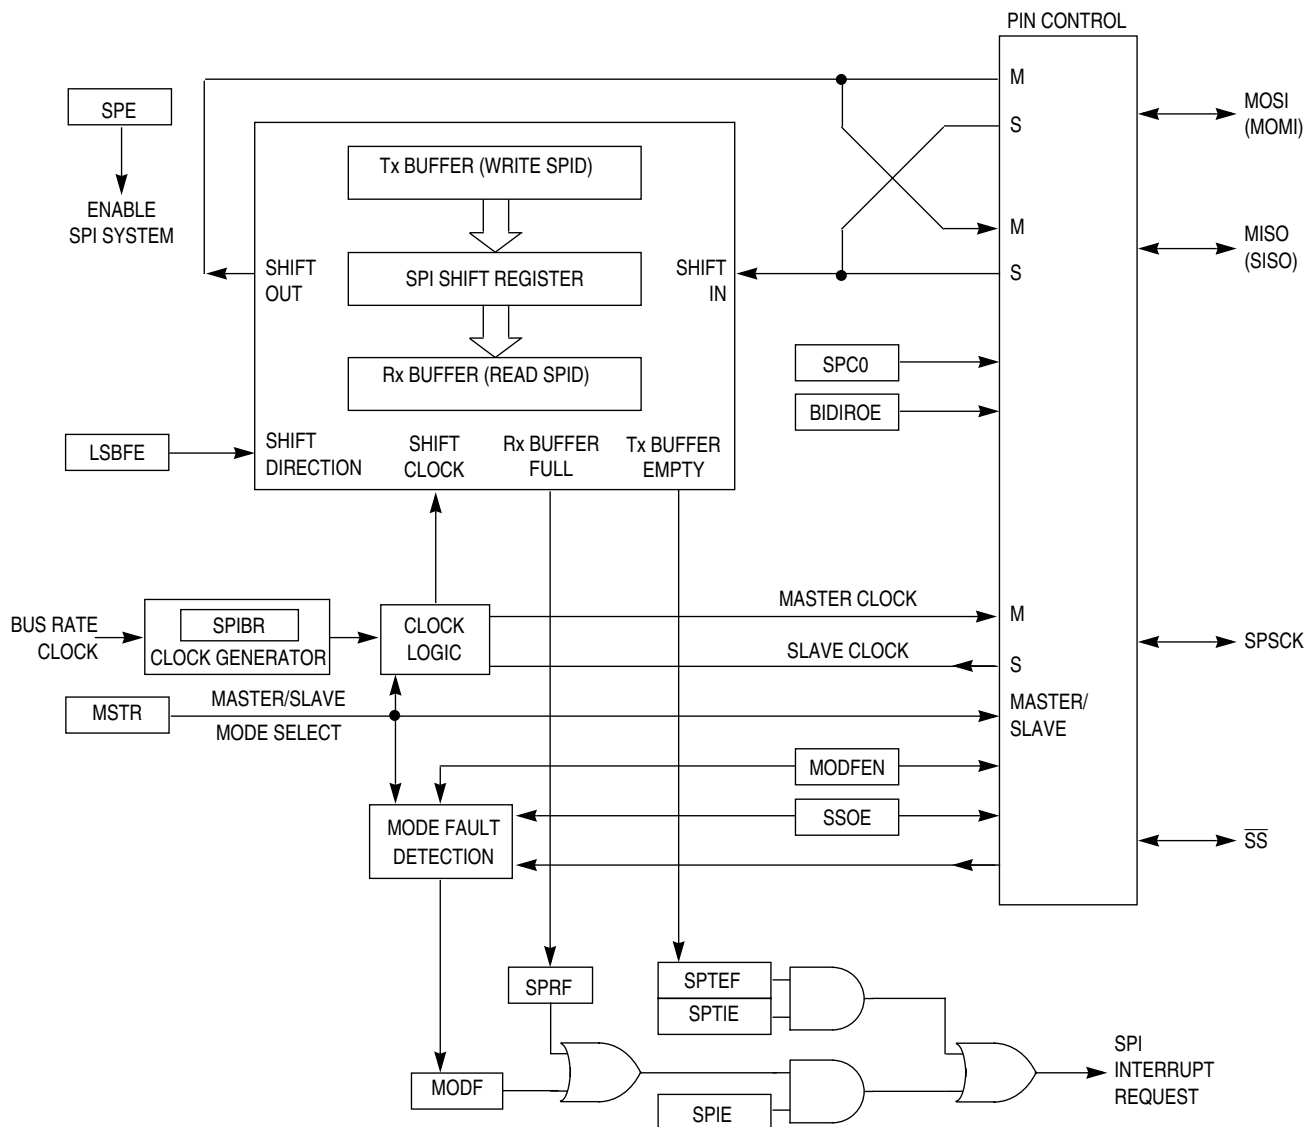 PIN CONTROL
M
MOSI
(MOMI)
S
SPE
ENABLE
SPI SYSTEM
Tx BUFFER (WRITE SPID)
M
MISO
(SISO)
SHIFT
OUT
SPI SHIFT REGISTER
SHIFT
IN
S
Rx BUFFER (READ SPID)
SPC0
BIDIROE
LSBFE
SHIFT
DIRECTION
SHIFT
CLOCK
Rx BUFFER
FULL
Tx BUFFER
EMPTY
BUS RATE
CLOCK
SPIBR
CLOCK GENERATOR
CLOCK
LOGIC
MASTER CLOCK
M
SLAVE CLOCK
S
SPSCK
MSTR
MASTER/SLAVE
MODE SELECT
MASTER/
SLAVE
MODFEN
SSOE
MODE FAULT
DETECTION
SS
SPRF
SPTEF
SPTIE
MODF
SPIE
SPI
INTERRUPT
REQUEST